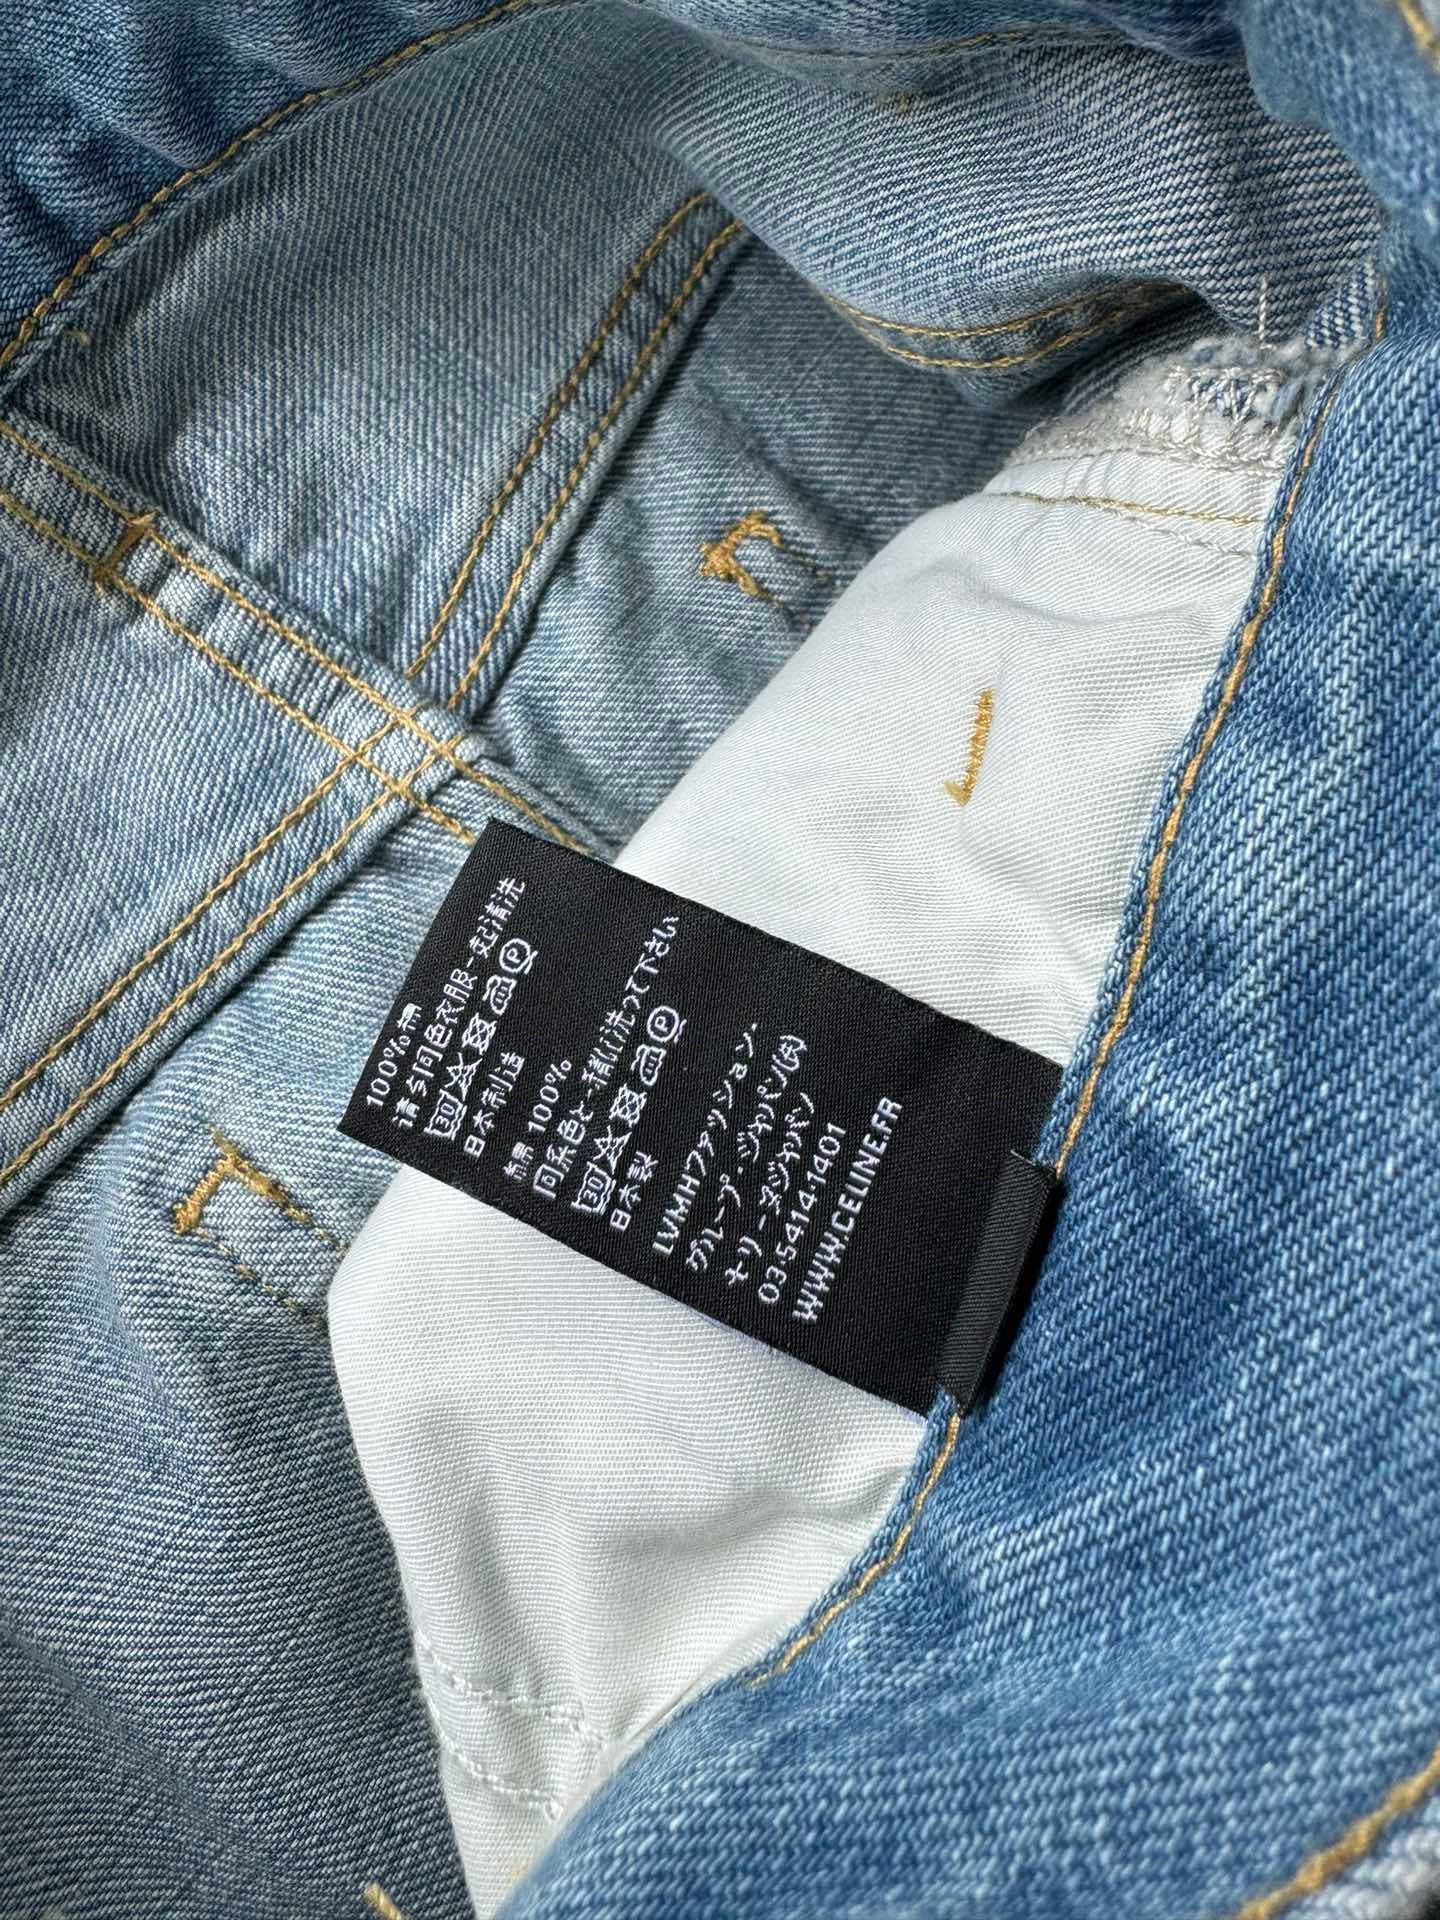 100%棉
请与同色衣服一起清洗
30 P
日本制造
綿 100%
同系色と一緒に洗って下さい
30 P
日本製
LVMHファッション・
グループ・ジャパン(株)
セリーヌジャパン
03-54141401
WWW.CELINE.FR